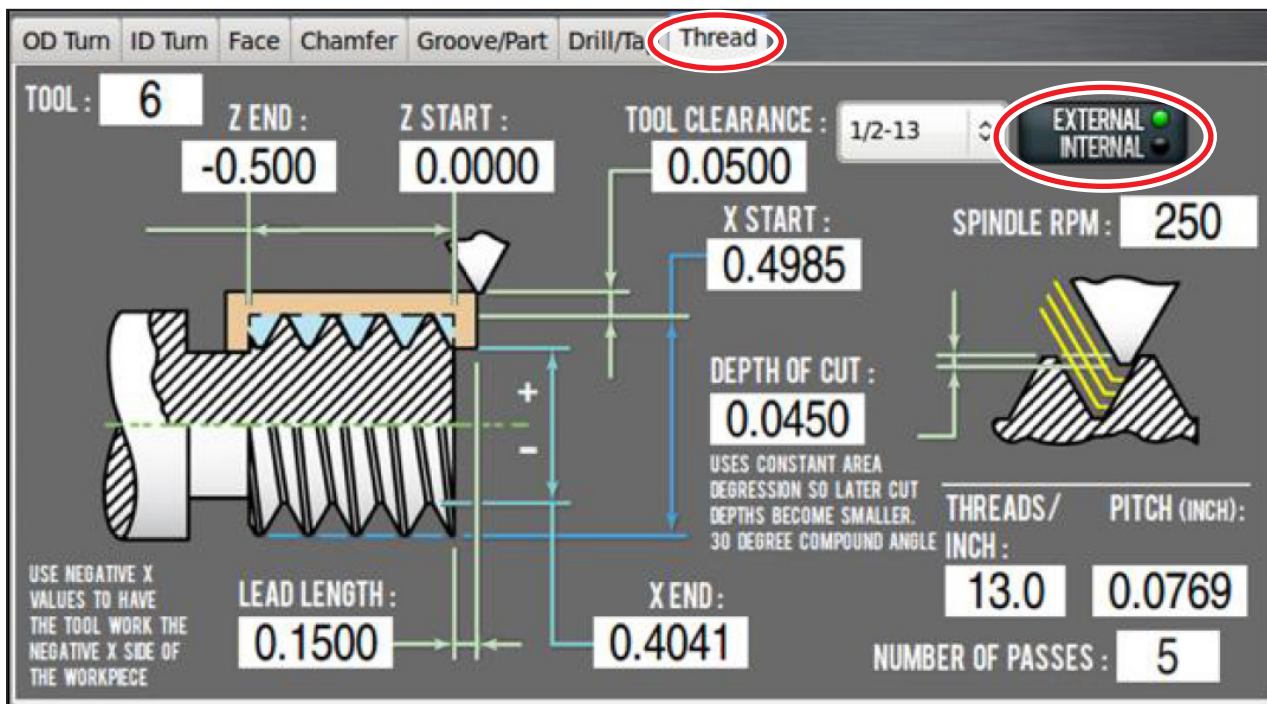 OD Turn ID Turn Face Chamfer Groove/Part Drill/Tap Thread
TOOL : 6
Z END :
-0.500
Z START :
0.0000
TOOL CLEARANCE :
0.0500
1/2-13
EXTERNAL
INTERNAL
X START :
0.4985
SPINDLE RPM : 250
+
-
DEPTH OF CUT :
0.0450
USES CONSTANT AREA
DEGRESSION SO LATER CUT
DEPTHS BECOME SMALLER.
30 DEGREE COMPOUND ANGLE
THREADS/
INCH :
13.0
PITCH (INCH):
0.0769
USE NEGATIVE X
VALUES TO HAVE
THE TOOL WORK THE
NEGATIVE X SIDE OF
THE WORKPIECE
LEAD LENGTH :
0.1500
X END :
0.4041
NUMBER OF PASSES : 5